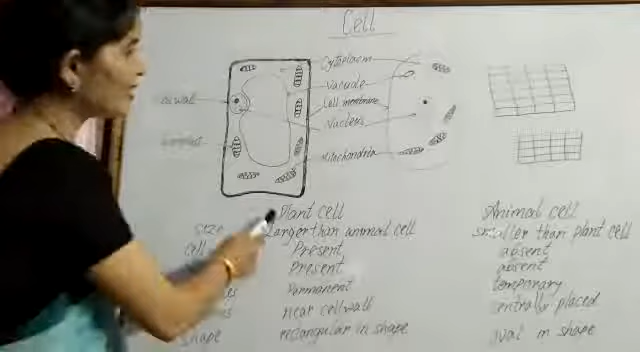 Cell
Cytoplasm
Vacuole
Cell wall
Cell membrane
Nucleus
Mitochondria
Plant cell Animal cell
size Larger than animal cell smaller than plant cell
cell Present absent
Present absent
Permanent temporary
near cell wall centrally placed
shape rectangular in shape oval in shape